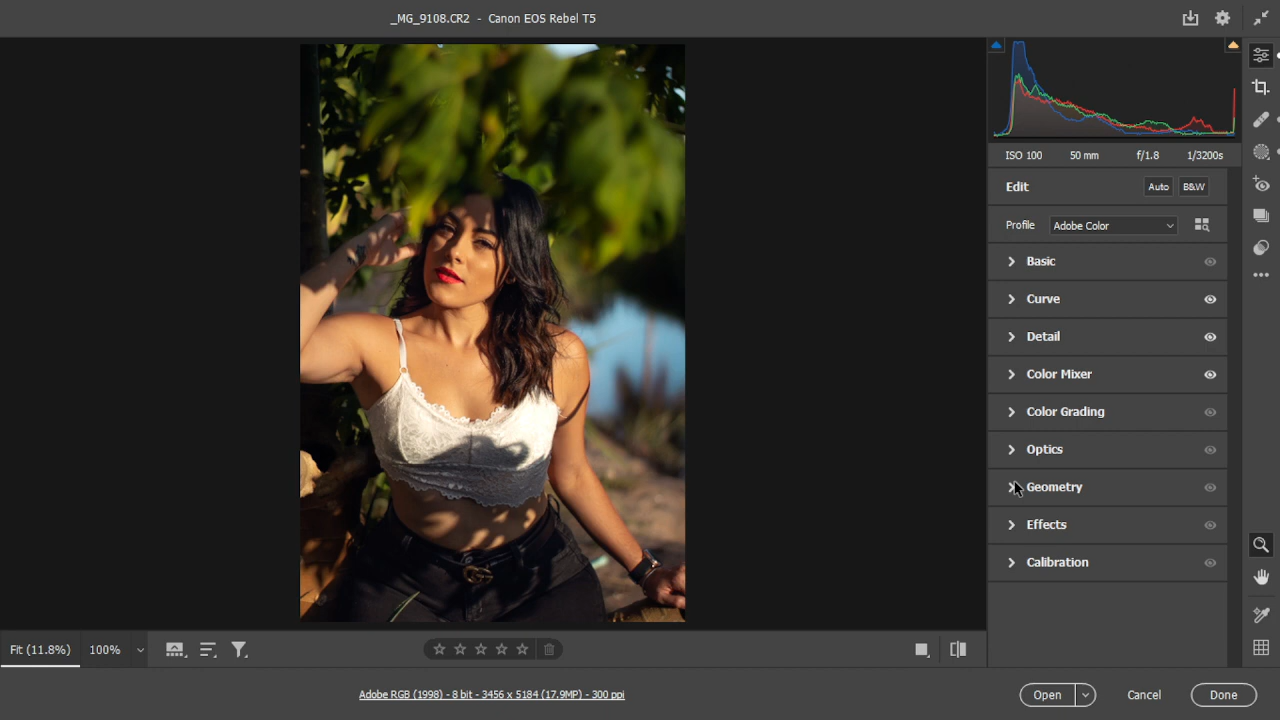 _MG_9108.CR2 - Canon EOS Rebel T5
ISO 100 50 mm f/1.8 1/3200s
Edit Auto B&W
Profile Adobe Color
Basic
Curve
Detail
Color Mixer
Color Grading
Optics
Geometry
Effects
Calibration
Fit (11.8%) 100%
Adobe RGB (1998) - 8 bit - 3456 x 5184 (17.9MP) - 300 ppi
Open Cancel Done